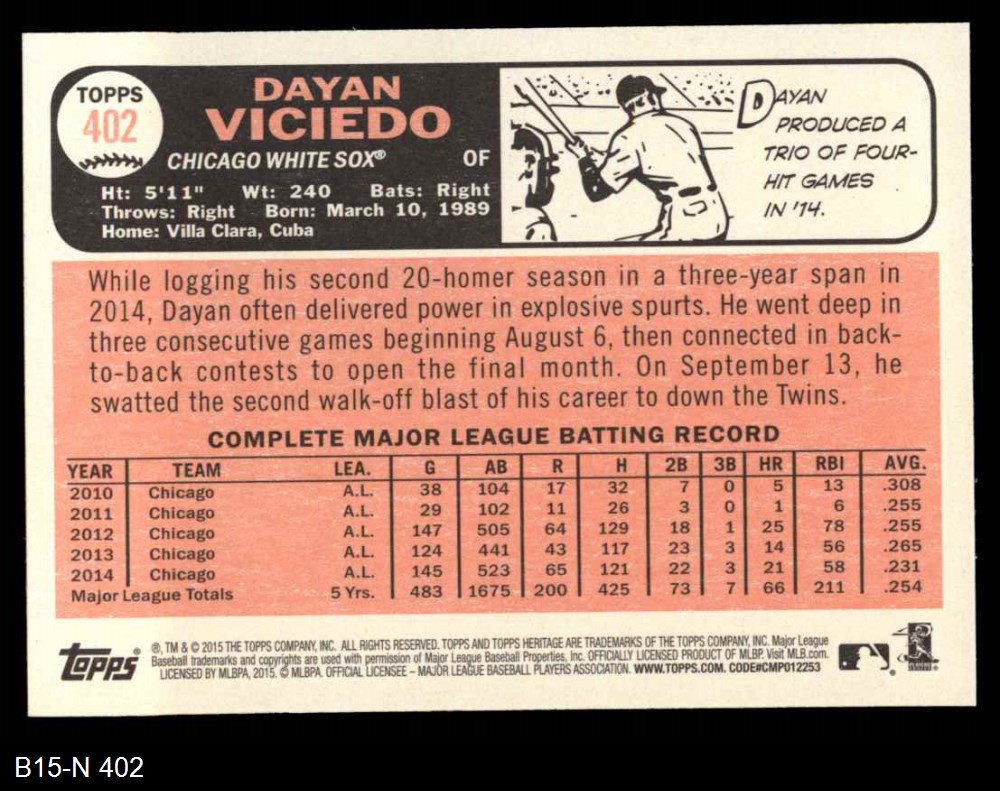 TOPPS
402
DAYAN
VICIEDO
CHICAGO WHITE SOX® OF
Ht: 5'11" Wt: 240 Bats: Right
Throws: Right Born: March 10, 1989
Home: Villa Clara, Cuba
DAYAN
PRODUCED A
TRIO OF FOUR-
HIT GAMES
IN '14.
While logging his second 20-homer season in a three-year span in
2014, Dayan often delivered power in explosive spurts. He went deep in
three consecutive games beginning August 6, then connected in back-
to-back contests to open the final month. On September 13, he
swatted the second walk-off blast of his career to down the Twins.
COMPLETE MAJOR LEAGUE BATTING RECORD
YEAR TEAM LEA. G AB R H 2B 3B HR RBI AVG.
2010 Chicago A.L. 38 104 17 32 7 0 5 13 .308
2011 Chicago A.L. 29 102 11 26 3 0 1 6 .255
2012 Chicago A.L. 147 505 64 129 18 1 25 78 .255
2013 Chicago A.L. 124 441 43 117 23 3 14 56 .265
2014 Chicago A.L. 145 523 65 121 22 3 21 58 .231
Major League Totals 5 Yrs. 483 1675 200 425 73 7 66 211 .254
topps®
®, TM & © 2015 THE TOPPS COMPANY, INC. ALL RIGHTS RESERVED. TOPPS AND TOPPS HERITAGE ARE TRADEMARKS OF THE TOPPS COMPANY, INC. Major League
Baseball trademarks and copyrights are used with permission of Major League Baseball Properties, Inc. OFFICIALLY LICENSED PRODUCT OF MLBP. Visit MLB.com.
LICENSED BY MLBPA, 2015. © MLBPA. OFFICIAL LICENSEE – MAJOR LEAGUE BASEBALL PLAYERS ASSOCIATION. WWW.TOPPS.COM. CODE#CMP012253
B15-N 402